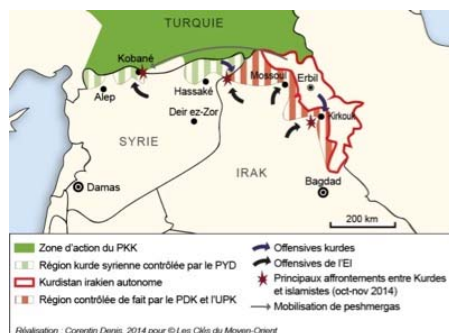 TURQUIE
Kobané
Mossoul
Erbil
Hassaké
Alep
Kirkouk
Deir ez-Zor
SYRIE
IRAK
Damas
Bagdad
200 km
Zone d'action du PKK
Région kurde syrienne contrôlée par le PYD
Kurdistan irakien autonome
Région contrôlée de fait par le PDK et l'UPK
Offensives kurdes
Offensives de l'EI
Principaux affrontements entre Kurdes
et islamistes (oct-nov 2014)
Mobilisation de peshmergas
Réalisation : Corentin Denis, 2014 pour © Les Clés du Moyen-Orient